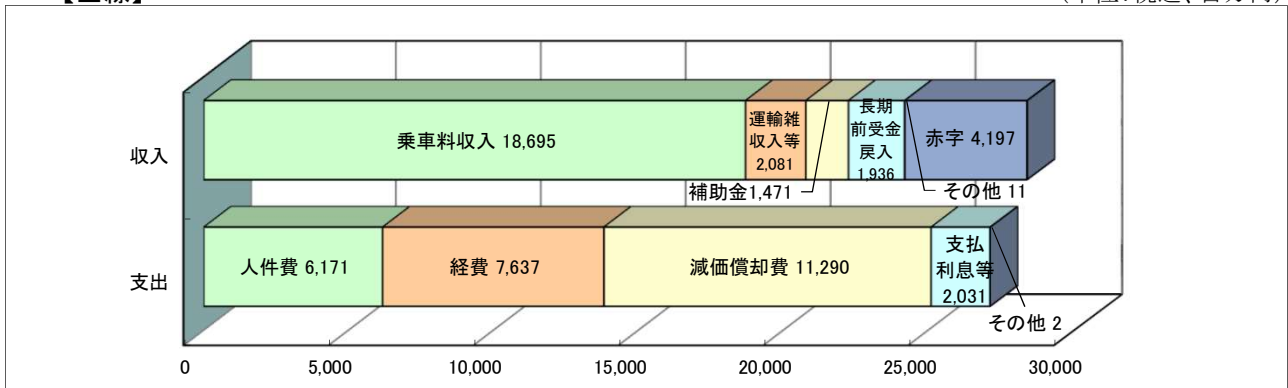 収入
乗車料収入 18,695
運輸雑
収入等
2,081
長期
前受金
戻入
1,936
赤字 4,197
補助金1,471
その他 11
支出
人件費 6,171
経費 7,637
減価償却費 11,290
支払
利息等
2,031
その他 2
0 5,000 10,000 15,000 20,000 25,000 30,000